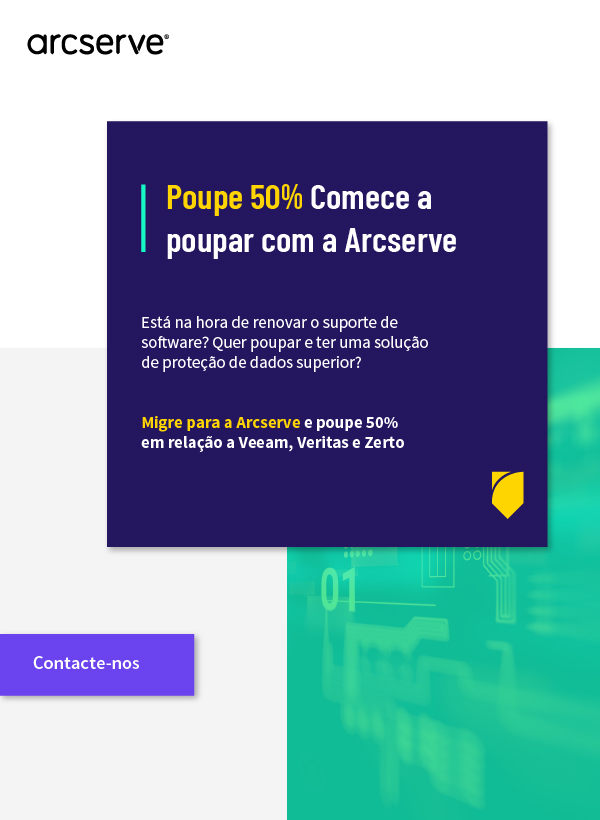 arcserve®
Poupe 50% Comece a
poupar com a Arcserve
Está na hora de renovar o suporte de
software? Quer poupar e ter uma solução
de proteção de dados superior?
Migre para a Arcserve e poupe 50%
em relação a Veeam, Veritas e Zerto
01
Contacte-nos